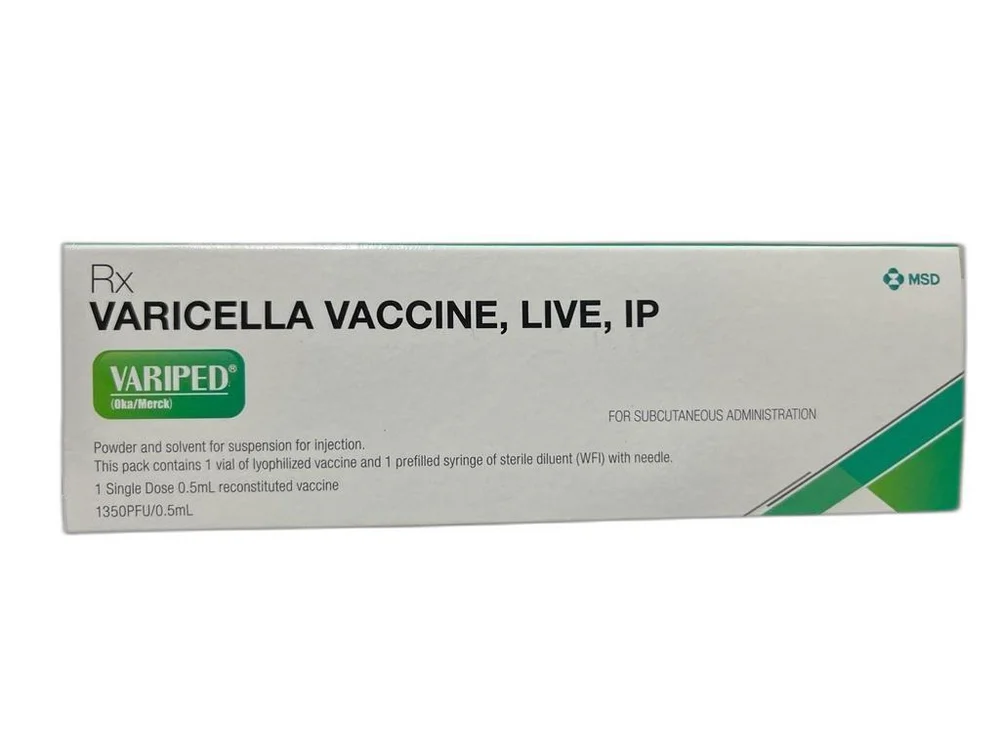 Rx
VARICELLA VACCINE, LIVE, IP
MSD
VARIPED®
(Oka/Merck)
FOR SUBCUTANEOUS ADMINISTRATION
Powder and solvent for suspension for injection.
This pack contains 1 vial of lyophilized vaccine and 1 prefilled syringe of sterile diluent (WFI) with needle.
1 Single Dose 0.5mL reconstituted vaccine
1350PFU/0.5mL